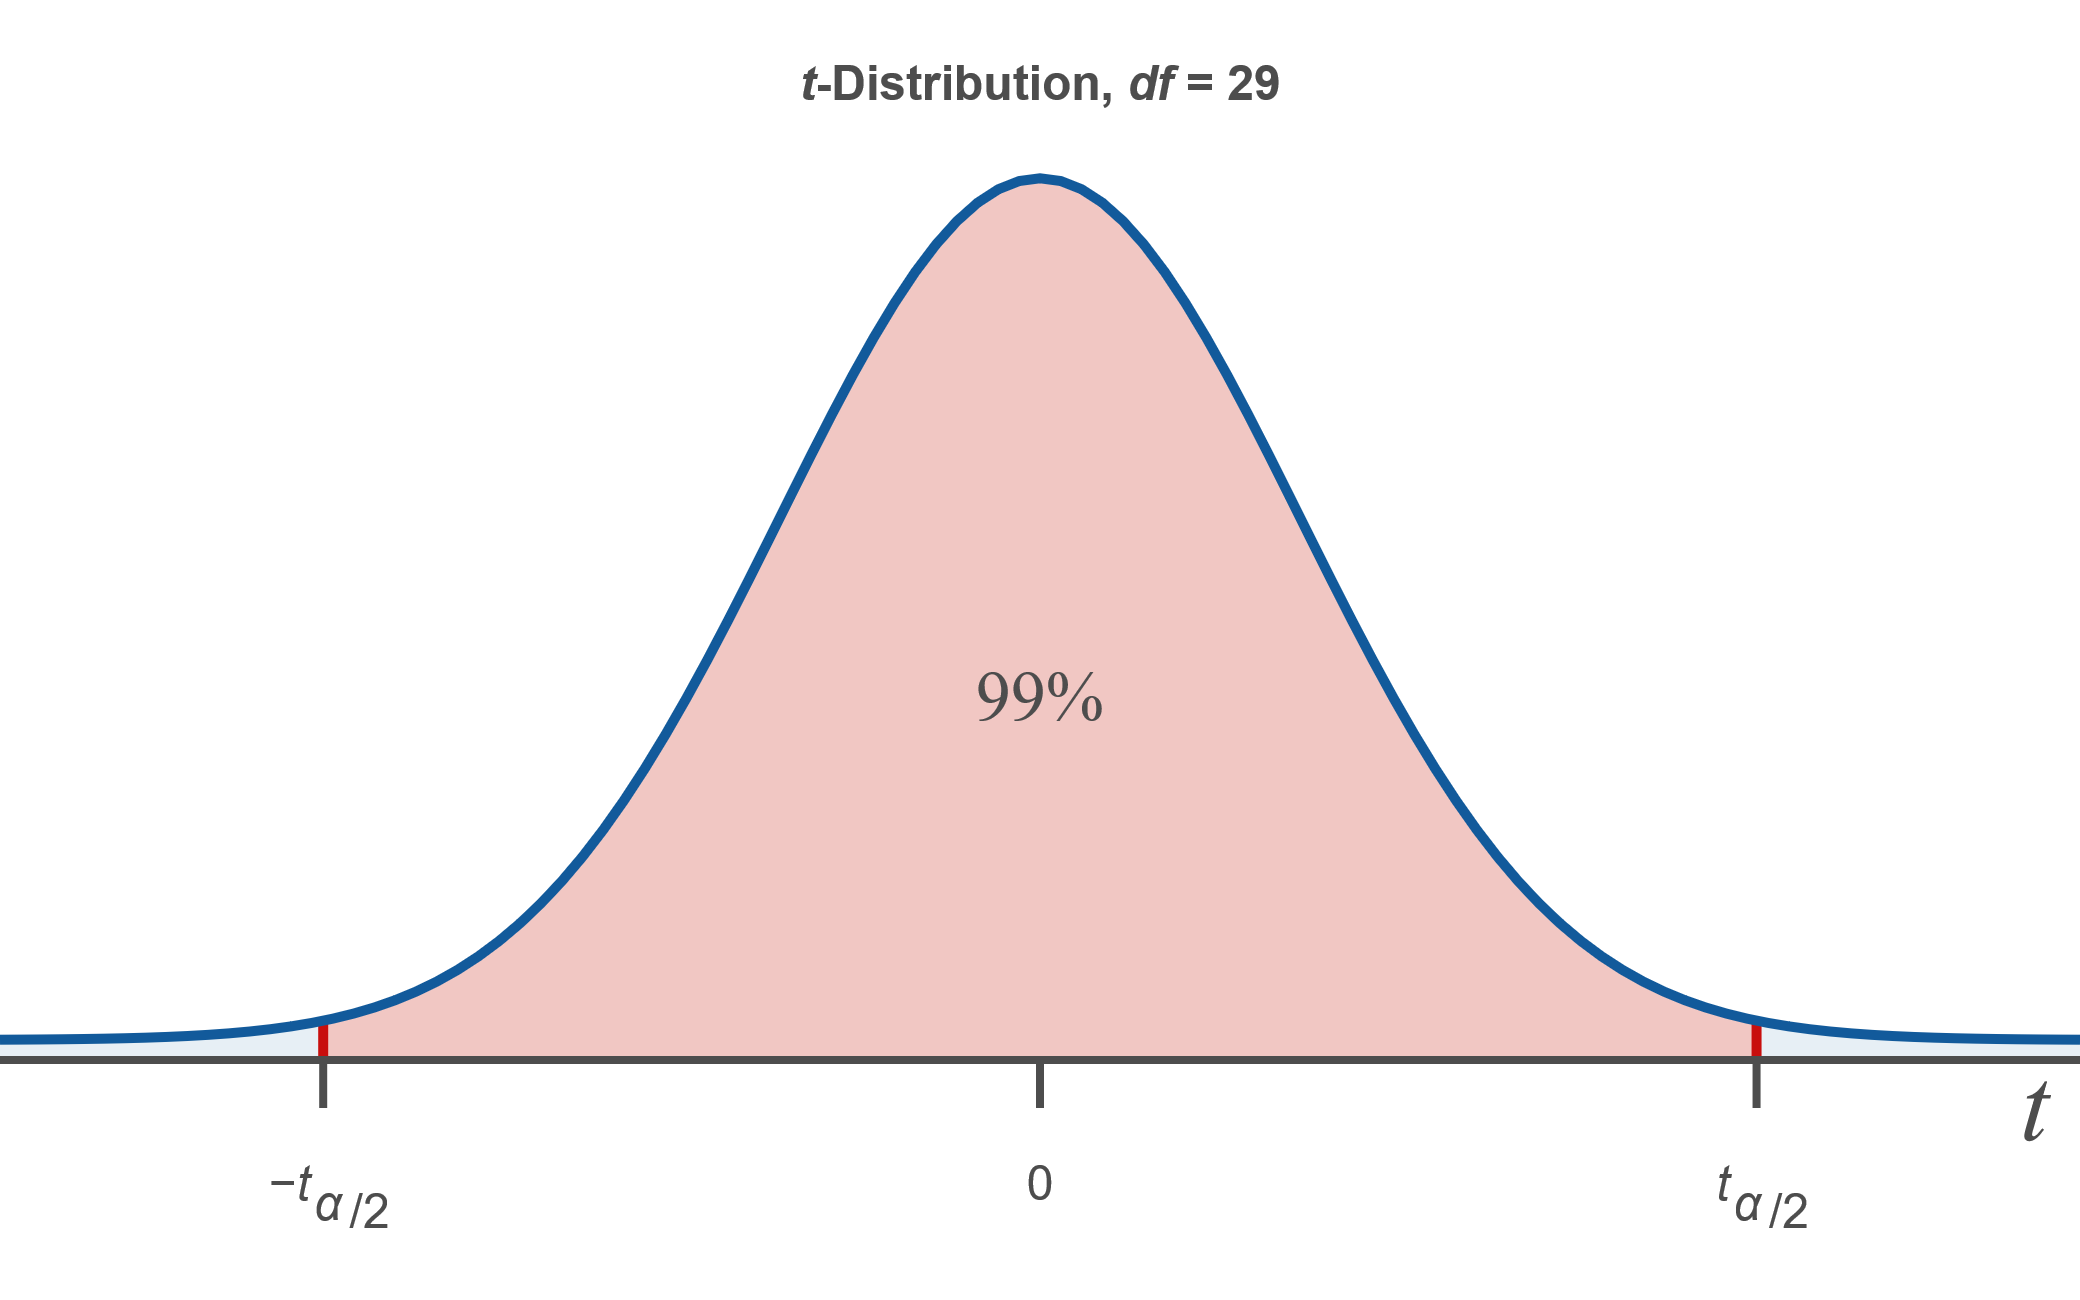 t-Distribution, df = 29
99%
t
−tα/2 0 tα/2